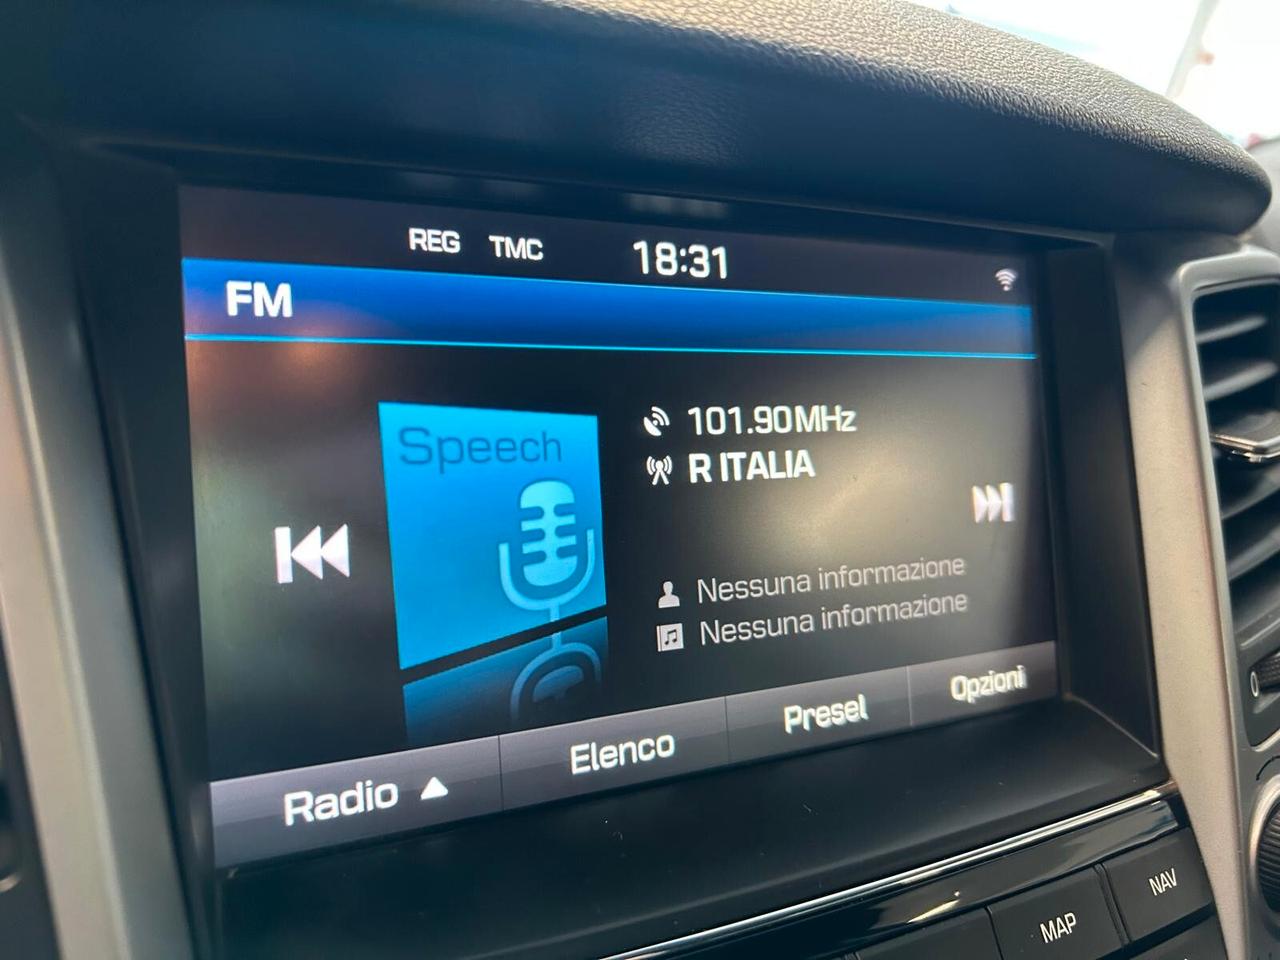 REG TMC 18:31
FM
Speech
101.90MHz
R ITALIA
Nessuna informazione
Nessuna informazione
Radio ▲ Elenco Presel Opzioni
MAP NAV
0